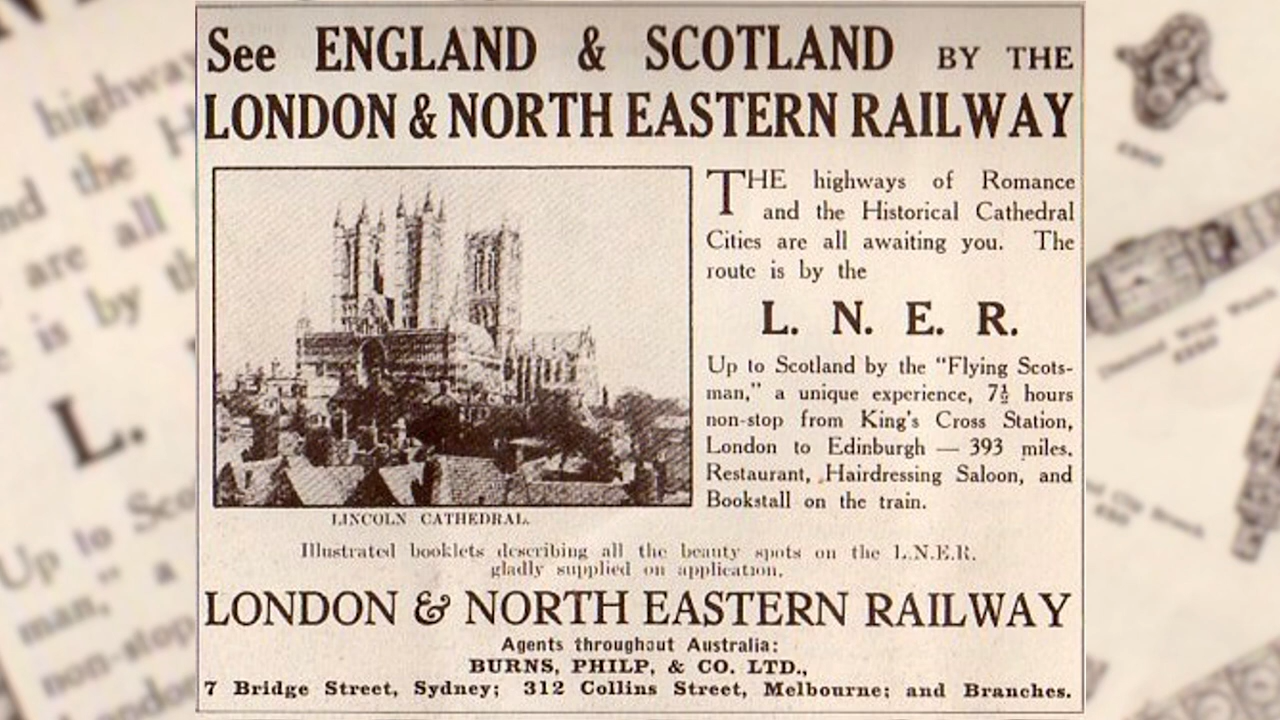 See ENGLAND & SCOTLAND BY THE
LONDON & NORTH EASTERN RAILWAY
THE highways of Romance
and the Historical Cathedral
Cities are all awaiting you. The
route is by the
L. N. E. R.
Up to Scotland by the "Flying Scots-
man," a unique experience, 7½ hours
non-stop from King's Cross Station,
London to Edinburgh — 393 miles.
Restaurant, Hairdressing Saloon, and
Bookstall on the train.
LINCOLN CATHEDRAL.
Illustrated booklets describing all the beauty spots on the L.N.E.R.
gladly supplied on application.
LONDON & NORTH EASTERN RAILWAY
Agents throughout Australia:
BURNS, PHILP, & CO. LTD.,
7 Bridge Street, Sydney; 312 Collins Street, Melbourne; and Branches.